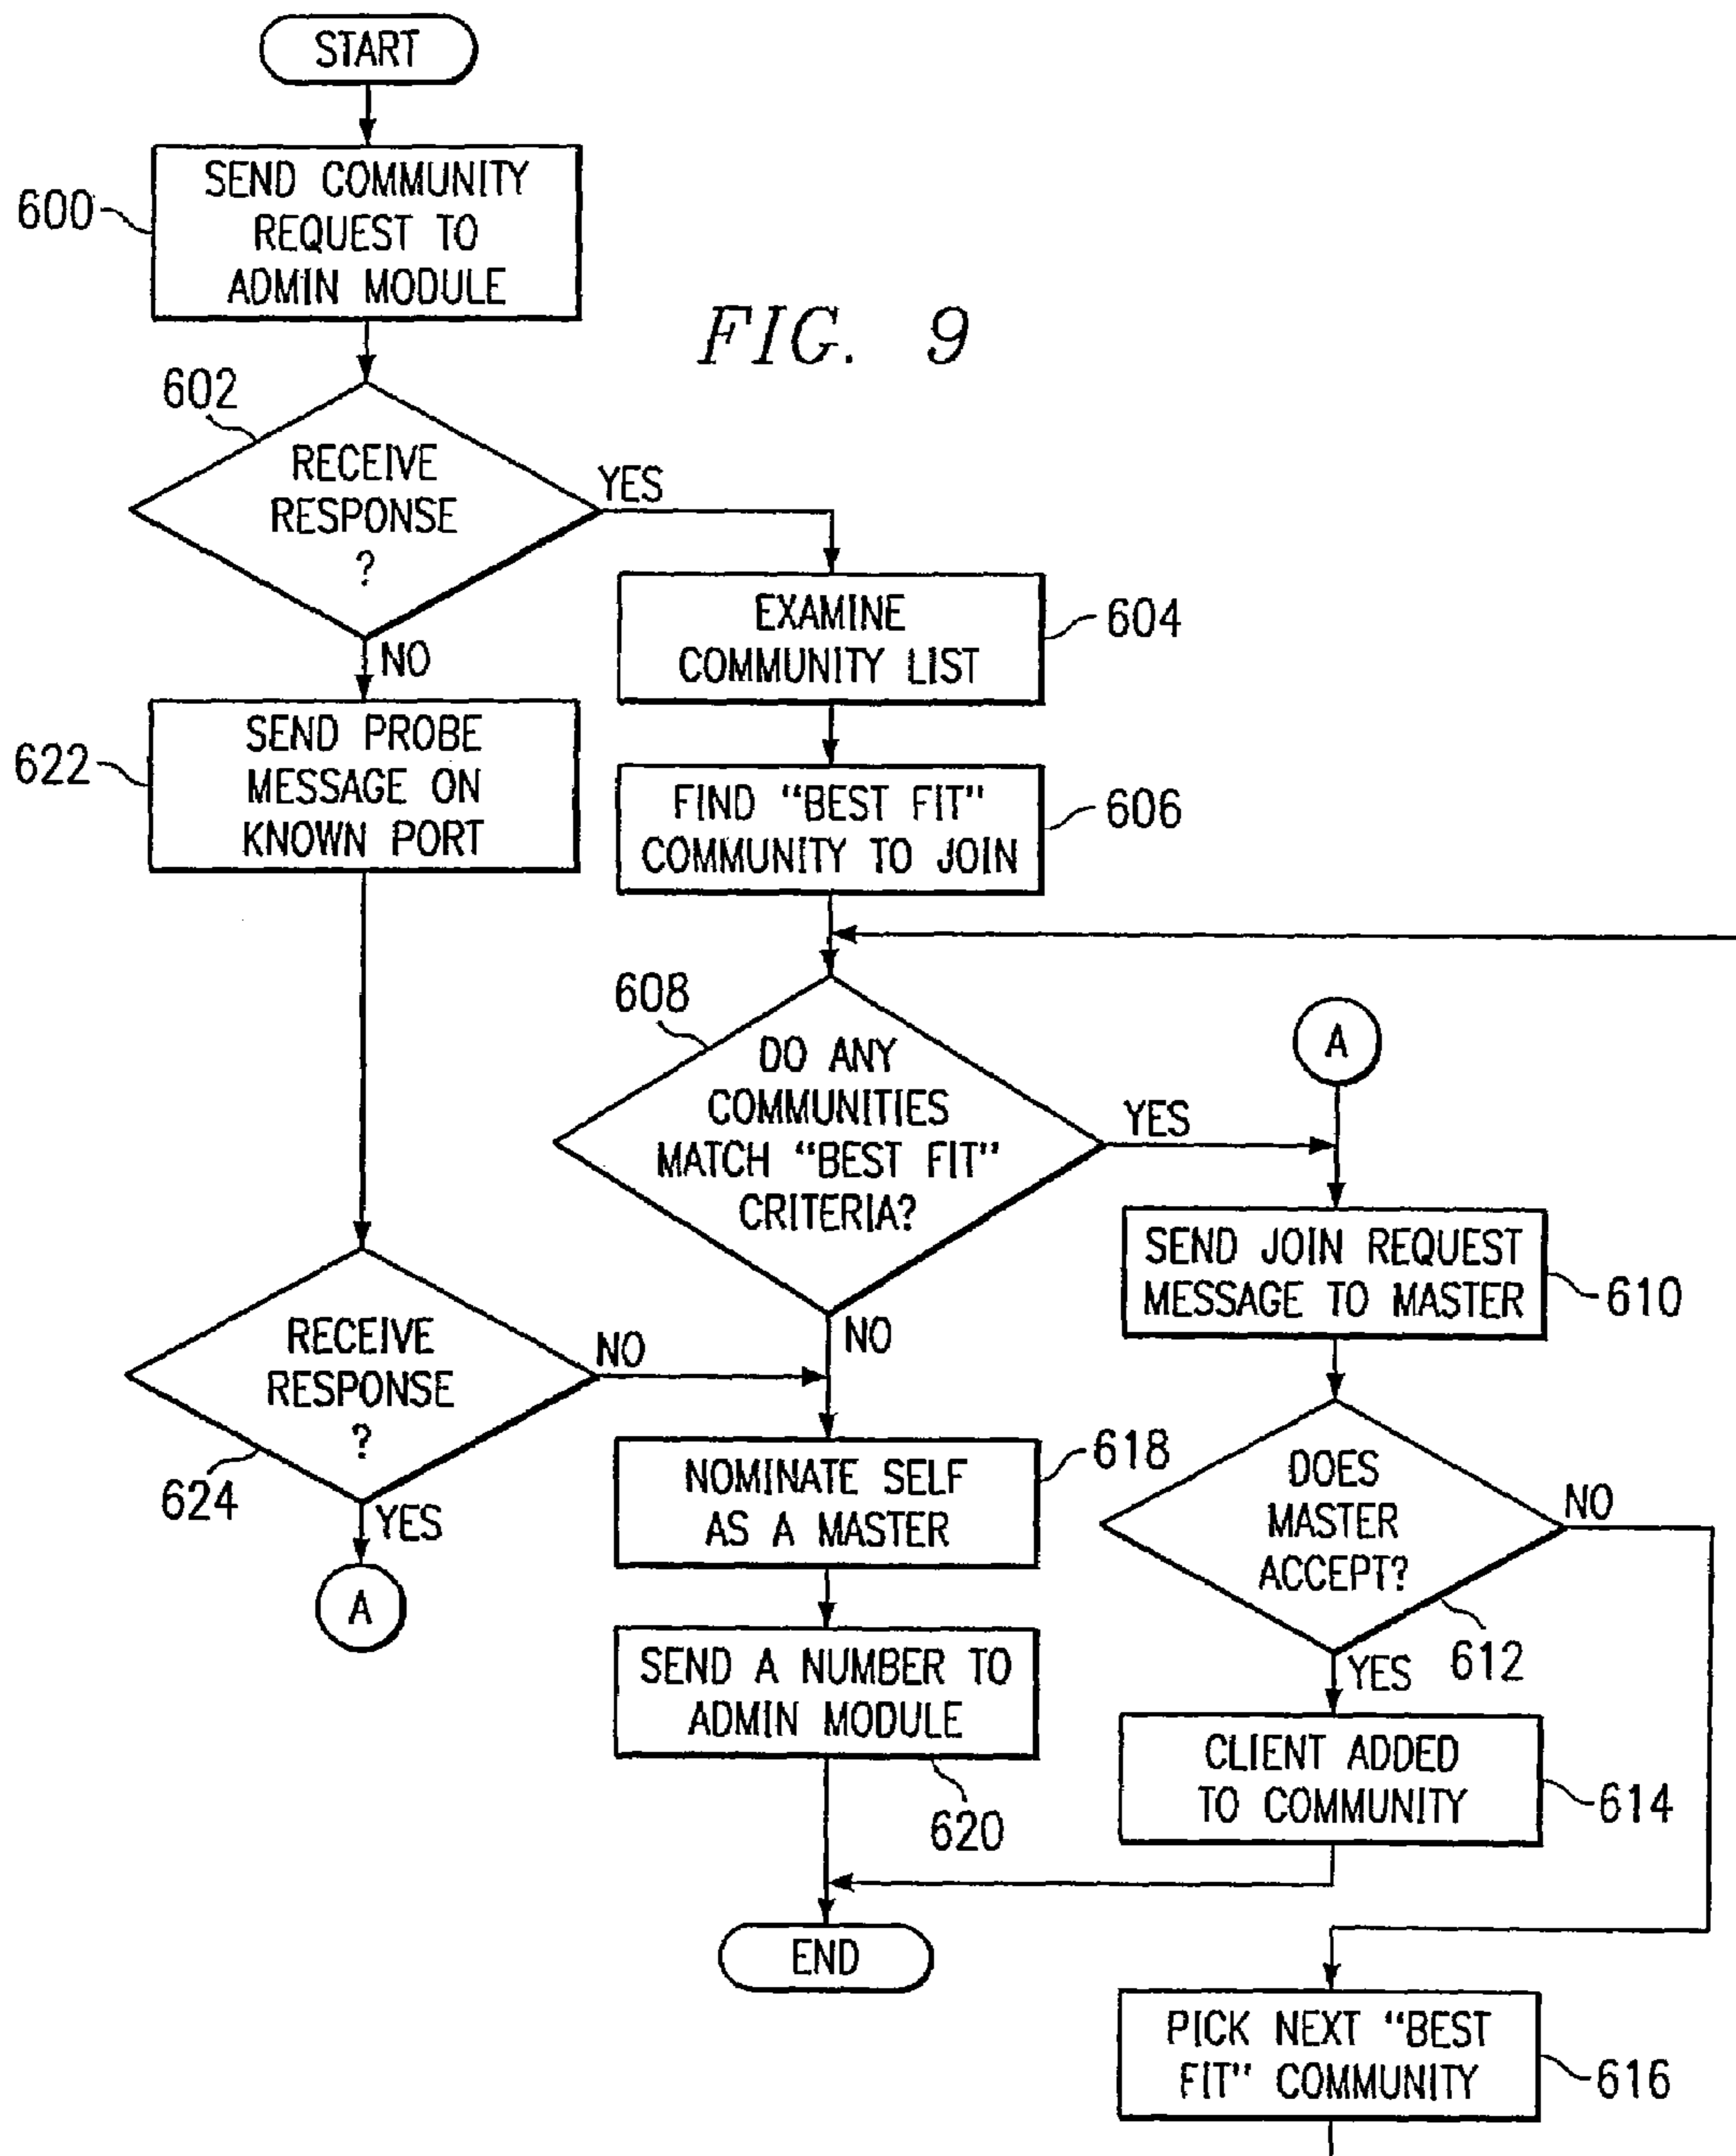 START
600
SEND COMMUNITY
REQUEST TO
ADMIN MODULE
FIG. 9
602
RECEIVE
RESPONSE
?
YES
NO
EXAMINE
COMMUNITY LIST
604
622
SEND PROBE
MESSAGE ON
KNOWN PORT
FIND “BEST FIT”
COMMUNITY TO JOIN
606
608
DO ANY
COMMUNITIES
MATCH “BEST FIT”
CRITERIA?
YES
NO
A
SEND JOIN REQUEST
MESSAGE TO MASTER
610
RECEIVE
RESPONSE
?
NO
624
YES
A
NOMINATE SELF
AS A MASTER
618
DOES
MASTER
ACCEPT?
NO
612
YES
SEND A NUMBER TO
ADMIN MODULE
620
CLIENT ADDED
TO COMMUNITY
614
END
PICK NEXT “BEST
FIT” COMMUNITY
616